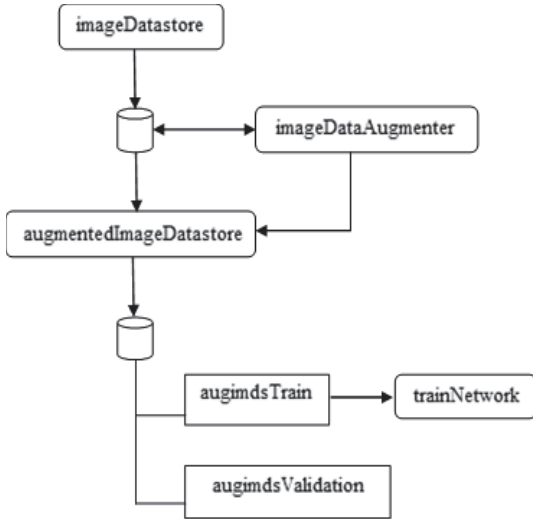 imageDatastore
imageDataAugmenter
augmentedImageDatastore
augimdsTrain
trainNetwork
augimdsValidation